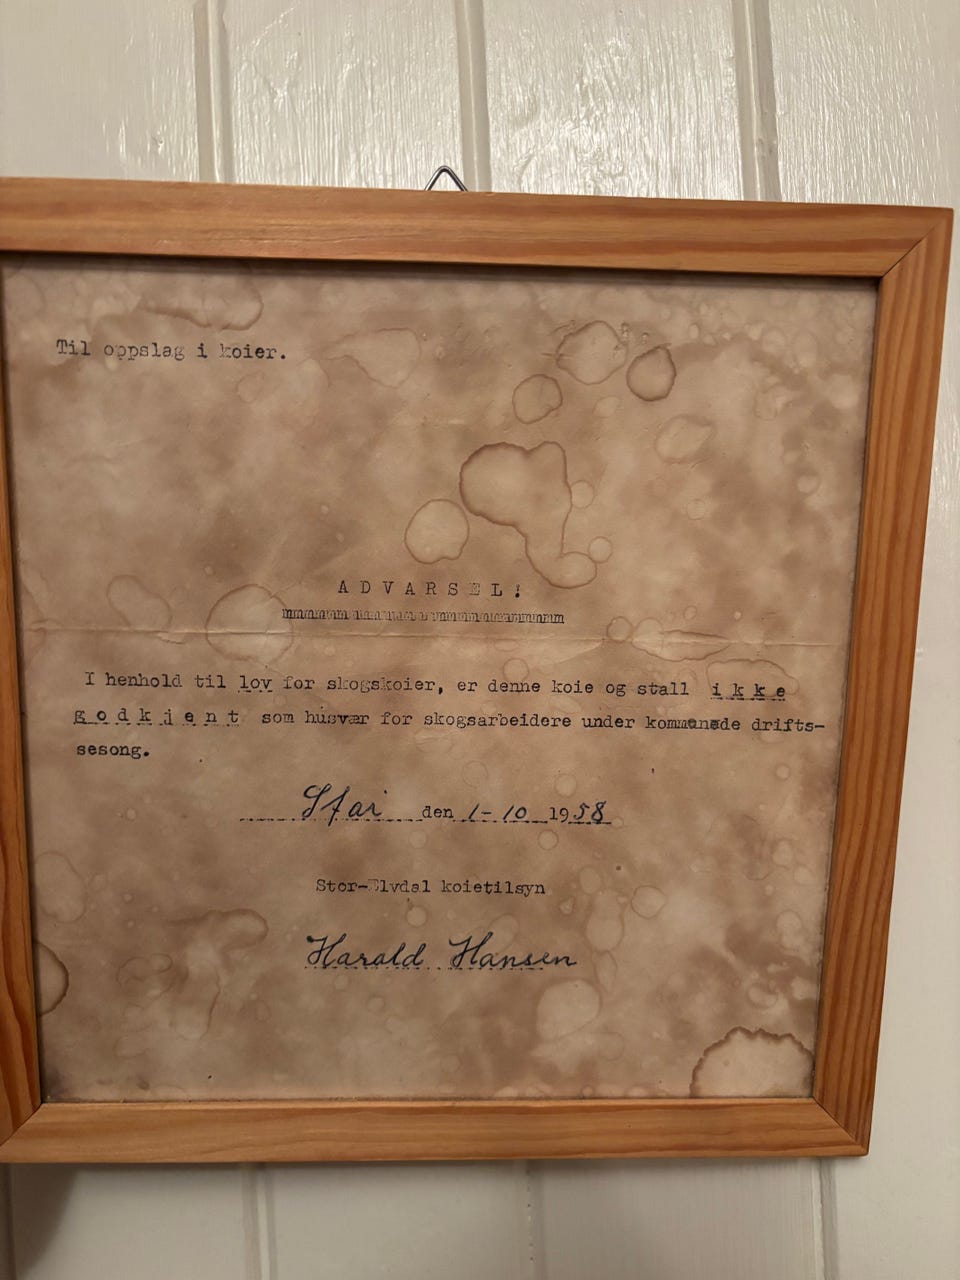 Til oppslag i koier.
ADVARSEL!
I henhold til lov for skogskoier, er denne koie og stall ikke
godkjent som husvær for skogsarbeidere under kommende drifts-
sesong.
den 1-10 1958
Stor-Elvdal koietilsyn
Harald Hansen